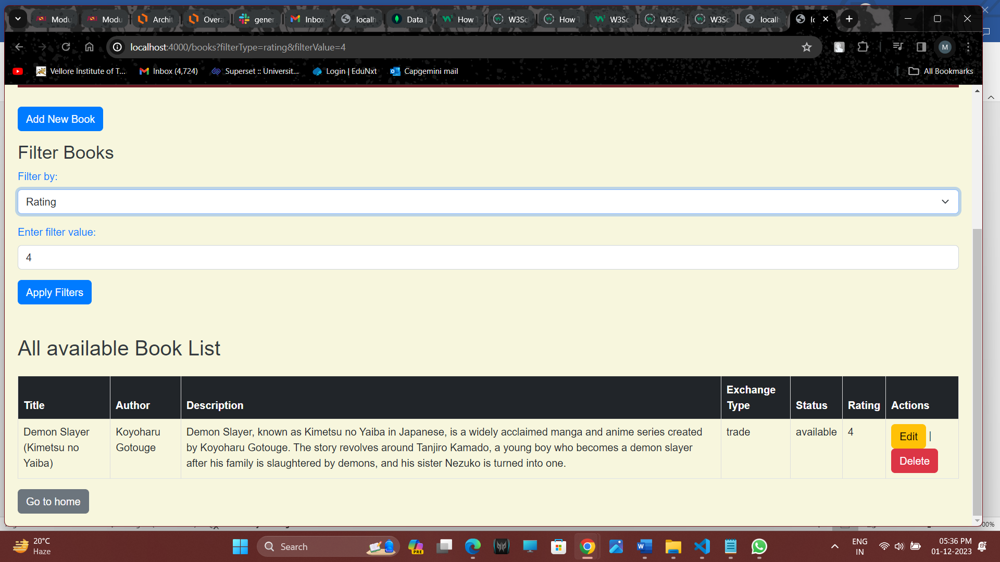 Modu
Modu
Archit
Overa
gener
Inbox
localh
Data |
How T
W3Sc
How T
W3Sc
W3Sc
W3Sc
localh
lo
localhost:4000/books?filterType=rating&filterValue=4
M
Vellore Institute of T...
Inbox (4,724)
Superset :: Universit...
Login | EduNxt
Capgemini mail
All Bookmarks
Add New Book
Filter Books
Filter by:
Rating
Enter filter value:
4
Apply Filters
All available Book List
Title
Author
Description
Exchange
Type
Status
Rating
Actions
Demon Slayer
(Kimetsu no
Yaiba)
Koyoharu
Gotouge
Demon Slayer, known as Kimetsu no Yaiba in Japanese, is a widely acclaimed manga and anime series created
by Koyoharu Gotouge. The story revolves around Tanjiro Kamado, a young boy who becomes a demon slayer
after his family is slaughtered by demons, and his sister Nezuko is turned into one.
trade
available
4
Edit |
Delete
Go to home
20°C
Haze
Search
PRE
ENG
IN
05:36 PM
01-12-2023